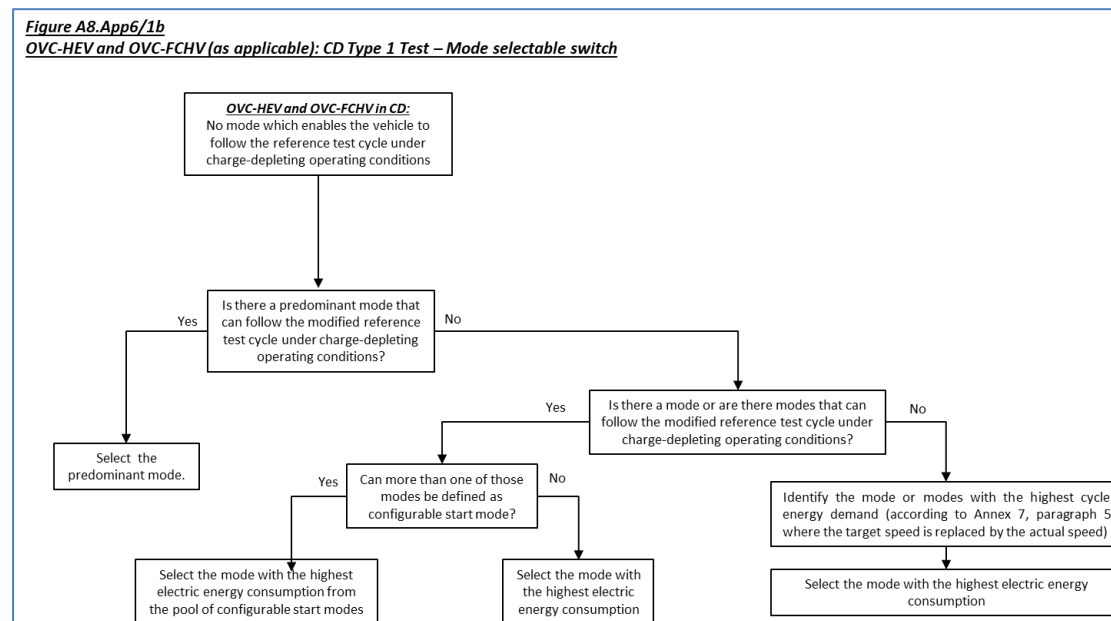 Figure A8.App6/1b
OVC-HEV and OVC-FCHV (as applicable): CD Type 1 Test – Mode selectable switch
OVC-HEV and OVC-FCHV in CD:
No mode which enables the vehicle to
follow the reference test cycle under
charge-depleting operating conditions
Is there a predominant mode that
can follow the modified reference
test cycle under charge-depleting
operating conditions?
Yes
No
Select the
predominant mode.
Is there a mode or are there modes that can
follow the modified reference test cycle under
charge-depleting operating conditions?
Yes
No
Can more than one of those
modes be defined as
configurable start mode?
Yes
No
Identify the mode or modes with the highest cycle
energy demand (according to Annex 7, paragraph 5
where the target speed is replaced by the actual speed)
Select the mode with the highest
electric energy consumption from
the pool of configurable start modes
Select the mode with
the highest electric
energy consumption
Select the mode with the highest electric energy
consumption